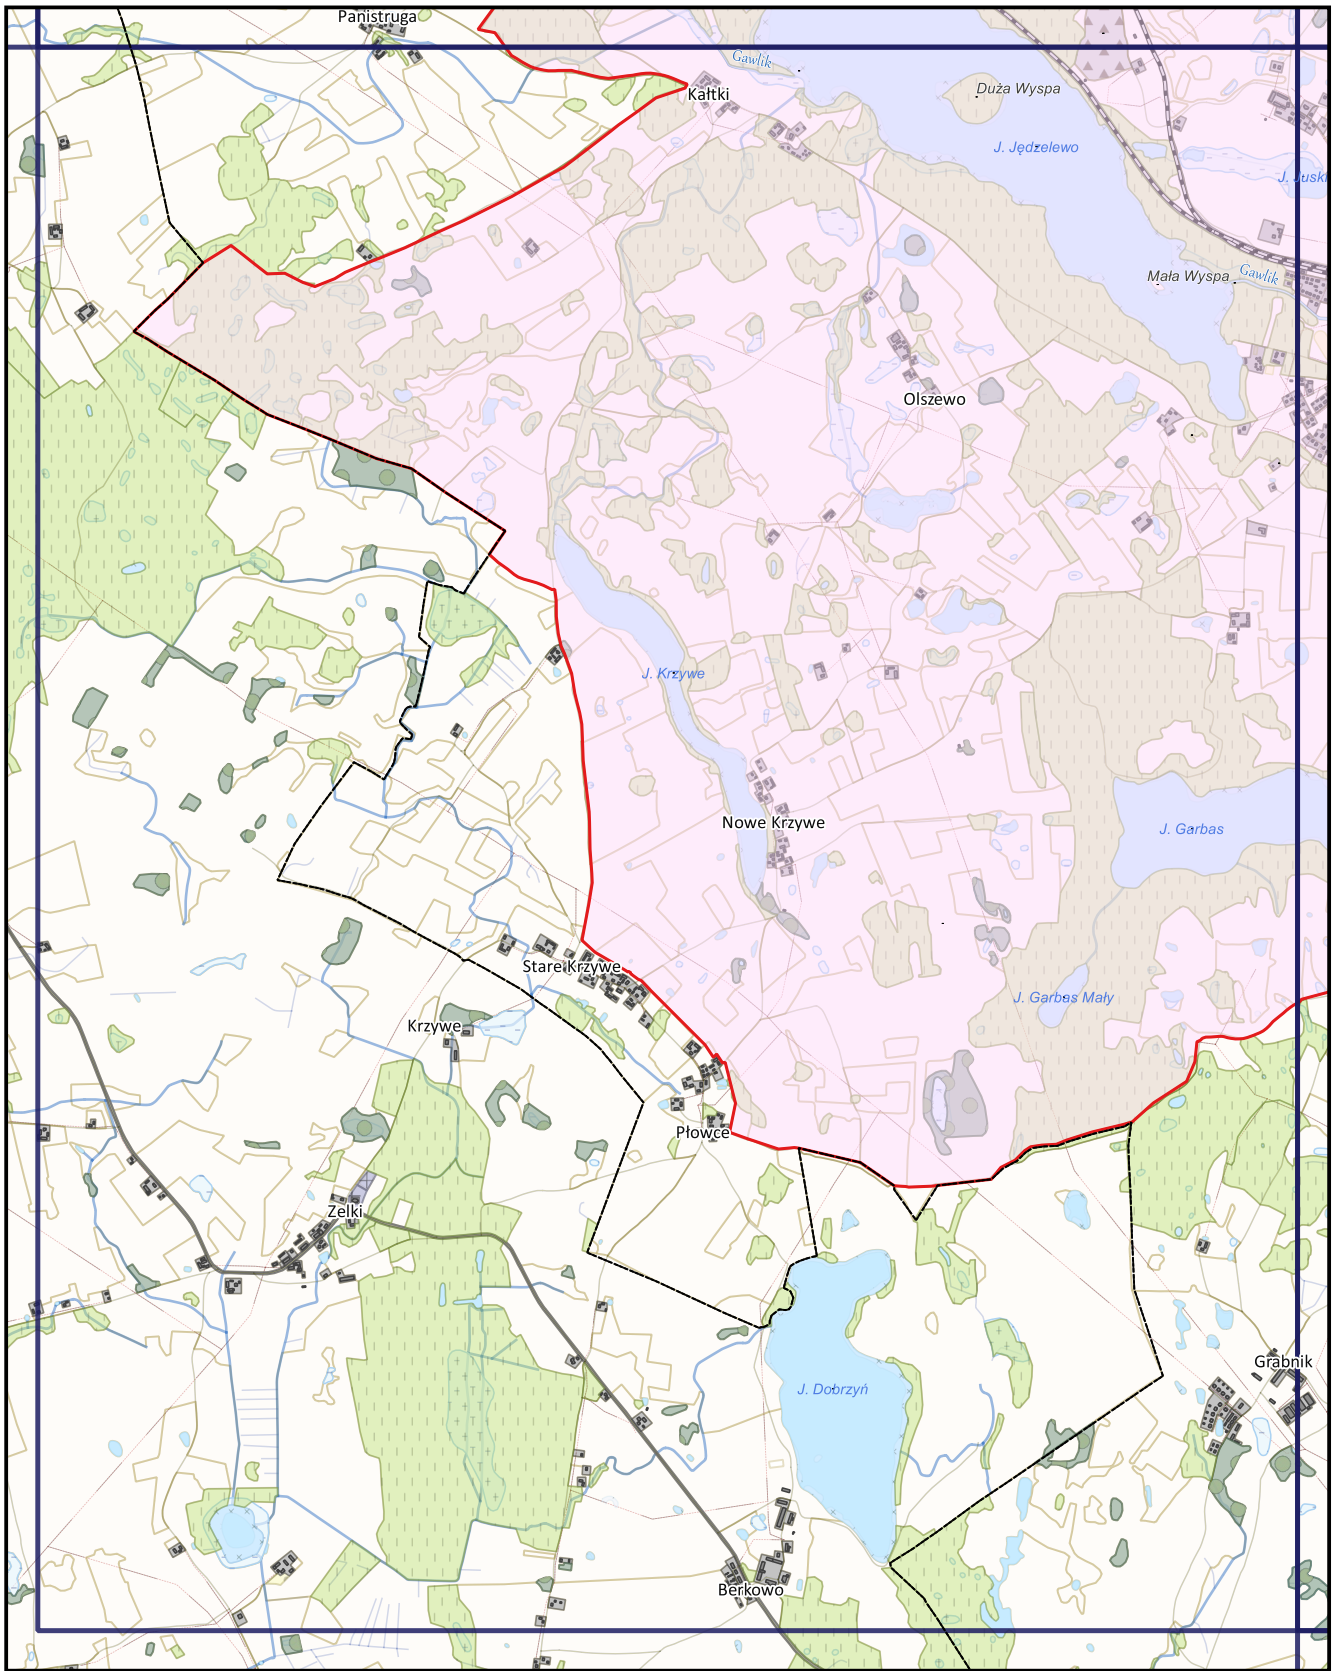 Panistruga
Gawlik
Kałtki
Duża Wyspa
J. Jędzelewo
J. Juski
Mała Wyspa
Gawlik
Olszewo
J. Krzywe
Nowe Krzywe
J. Garbas
Stare Krzywe
J. Garbas Mały
Krzywe
Płowce
Zelki
Grabnik
J. Dobrzyń
Berkowo